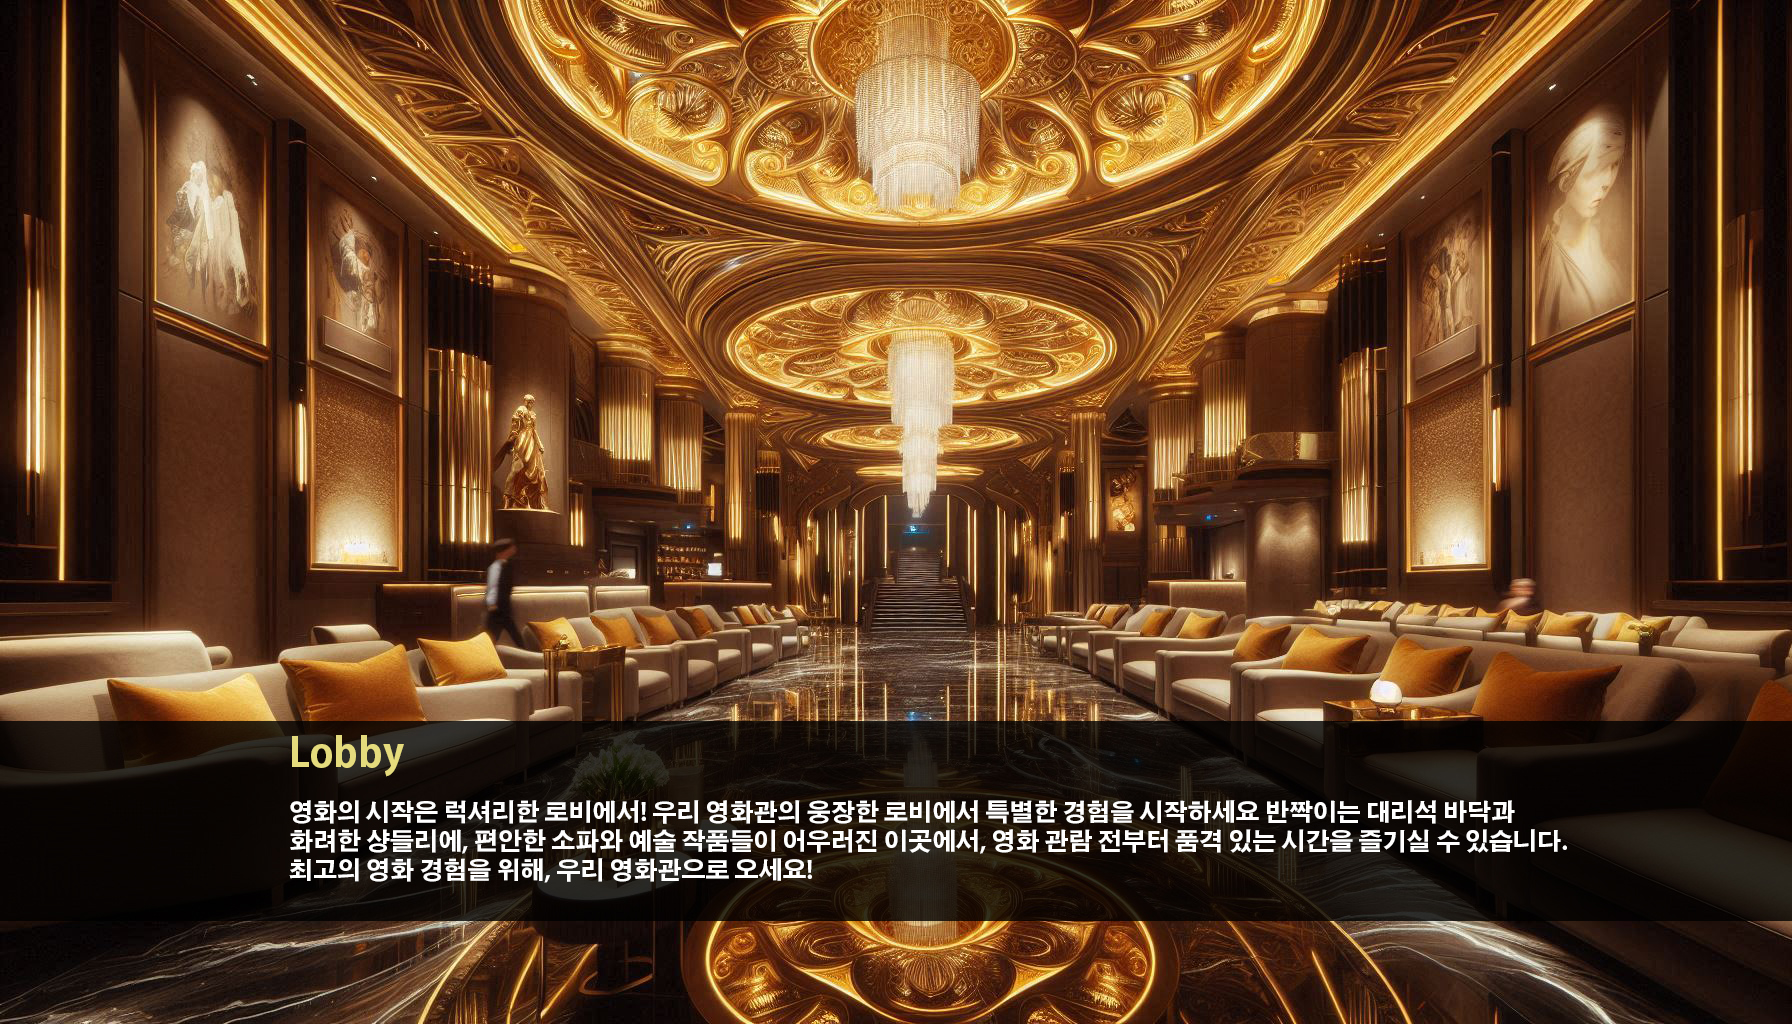 Lobby
영화의 시작은 럭셔리한 로비에서! 우리 영화관의 웅장한 로비에서 특별한 경험을 시작하세요 반짝이는 대리석 바닥과
화려한 샹들리에, 편안한 소파와 예술 작품들이 어우러진 이곳에서, 영화 관람 전부터 품격 있는 시간을 즐기실 수 있습니다.
최고의 영화 경험을 위해, 우리 영화관으로 오세요!